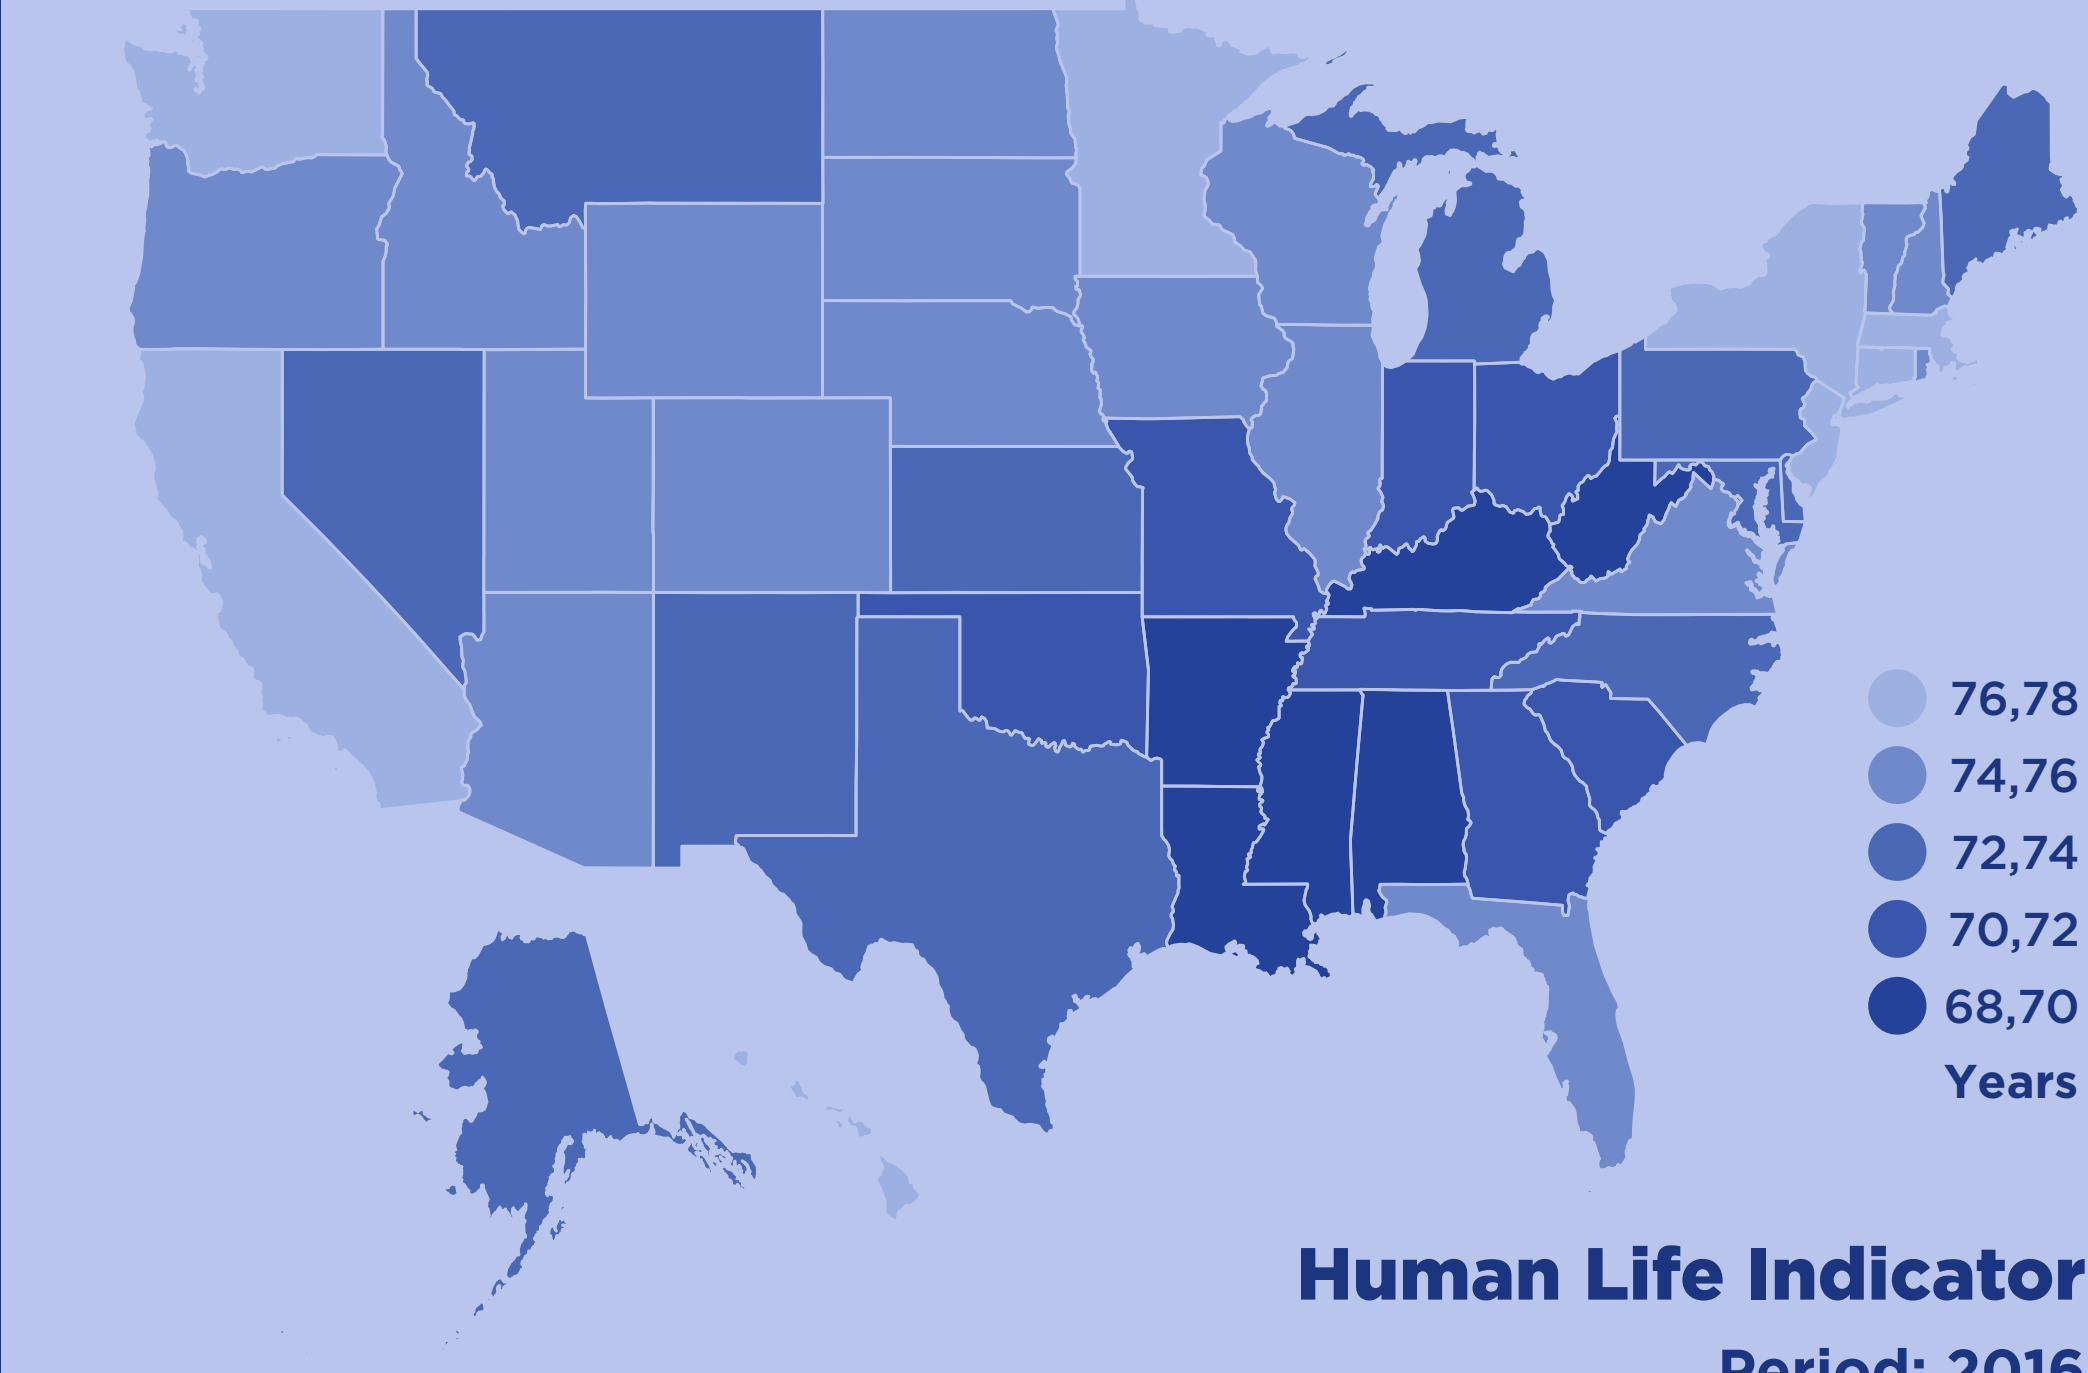 76,78
74,76
72,74
70,72
68,70
Years
Human Life Indicator
Period: 2016